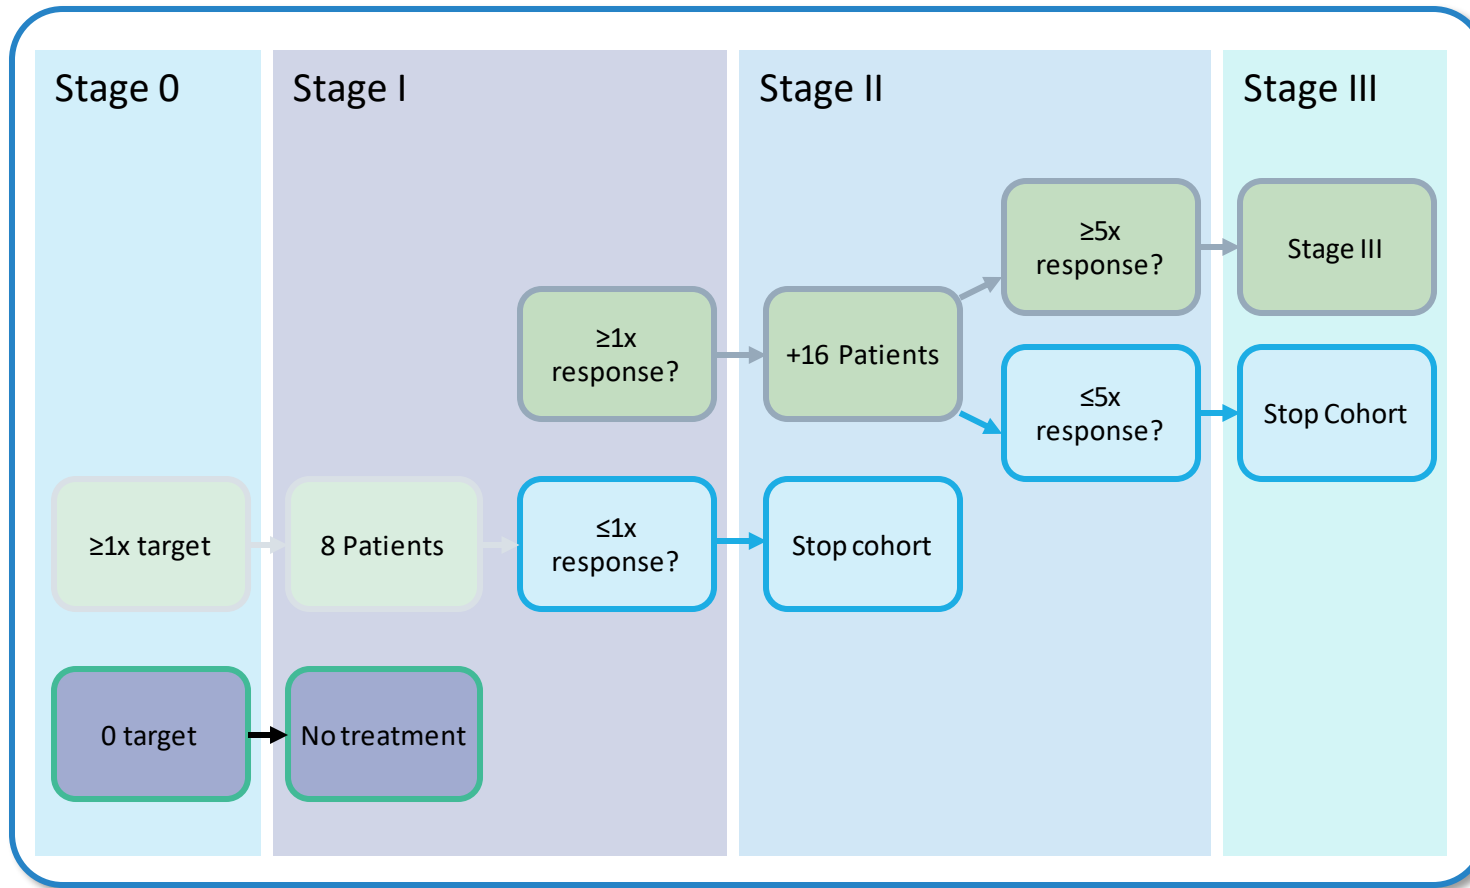 Stage 0
Stage I
Stage II
Stage III
≥5x
response?
Stage III
≥1x
response?
+16 Patients
≤5x
response?
Stop Cohort
≥1x target
8 Patients
≤1x
response?
Stop cohort
0 target
No treatment